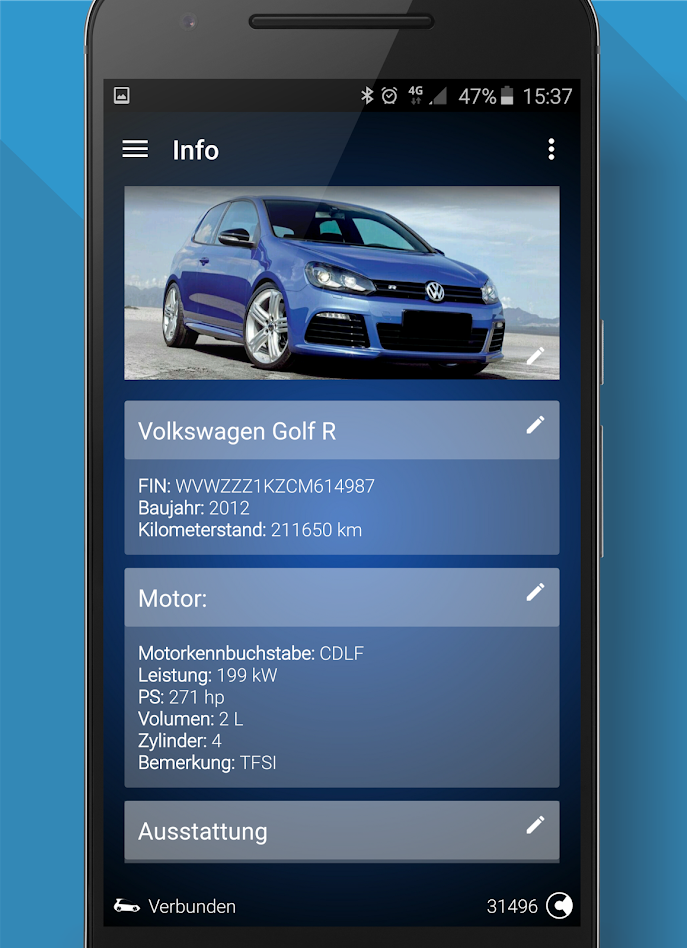 4G 47% 15:37
Info
R
Volkswagen Golf R
FIN: WVWZZZ1KZCM614987
Baujahr: 2012
Kilometerstand: 211650 km
Motor:
Motorkennbuchstabe: CDLF
Leistung: 199 kW
PS: 271 hp
Volumen: 2 L
Zylinder: 4
Bemerkung: TFSI
Ausstattung
Verbunden 31496